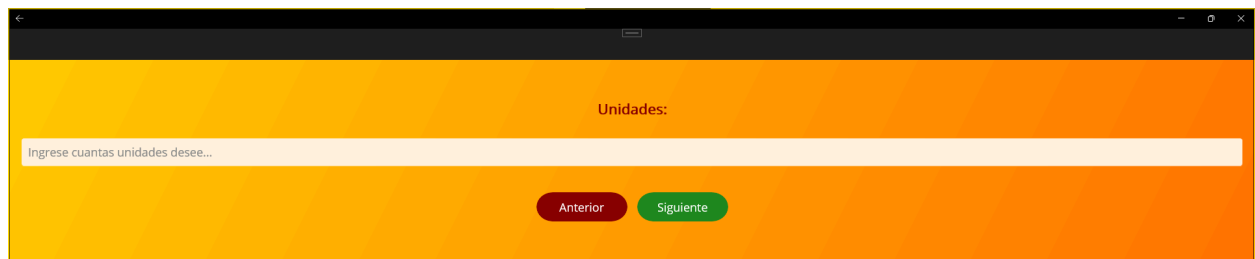 Unidades:
Ingrese cuantas unidades desee...
Anterior
Siguiente